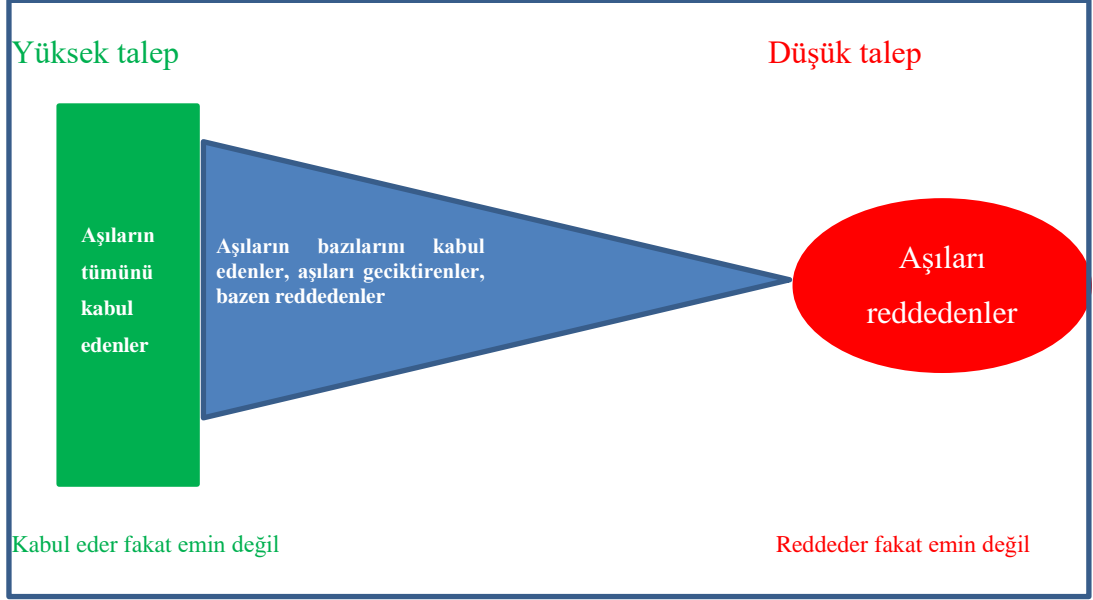 Yüksek talep
Düşük talep
Aşıların
tümünü
kabul
edenler
Aşıların bazılarını kabul
edenler, aşıları geciktirenler,
bazen reddedenler
Aşıları
reddedenler
Kabul eder fakat emin değil
Reddeder fakat emin değil